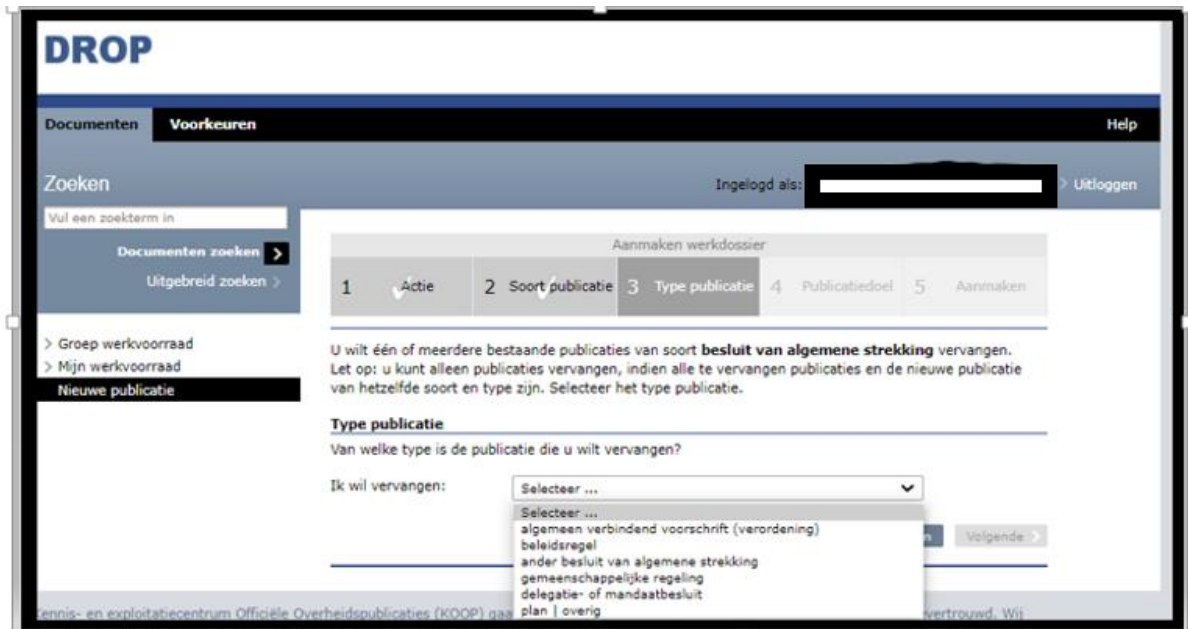 DROP
Documenten Voorkeuren Help
Zoeken
Ingelogd als: Uitloggen
Vul een zoekterm in
Documenten zoeken
Uitgebreid zoeken
Aanmaken werkdossier
1 Actie 2 Soort publicatie 3 Type publicatie 4 Publicatiedoel 5 Aanmaken
Groep werkvoorraad
Mijn werkvoorraad
Nieuwe publicatie
U wilt één of meerdere bestaande publicaties van soort besluit van algemene strekking vervangen.
Let op: u kunt alleen publicaties vervangen, indien alle te vervangen publicaties en de nieuwe publicatie
van hetzelfde soort en type zijn. Selecteer het type publicatie.
Type publicatie
Van welke type is de publicatie die u wilt vervangen?
Ik wil vervangen: Selecteer ...
Selecteer ...
algemeen verbindend voorschrift (verordening)
beleidsregel
ander besluit van algemene strekking
gemeenschappelijke regeling
delegatie- of mandaatbesluit
plan | overig
Volgende
Officiële Overheidspublicaties (KOOP) gaa
en exploitatiecentrum
vertrouwd. Wij